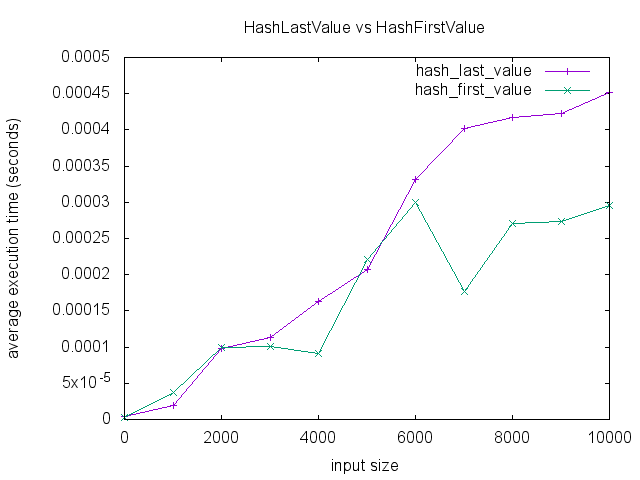 HashLastValue vs HashFirstValue
0.0005
0.00045
0.0004
0.00035
0.0003
0.00025
0.0002
0.00015
0.0001
5x10^-5
0
hash_last_value
hash_first_value
average execution time (seconds)
0 2000 4000 6000 8000 10000
input size